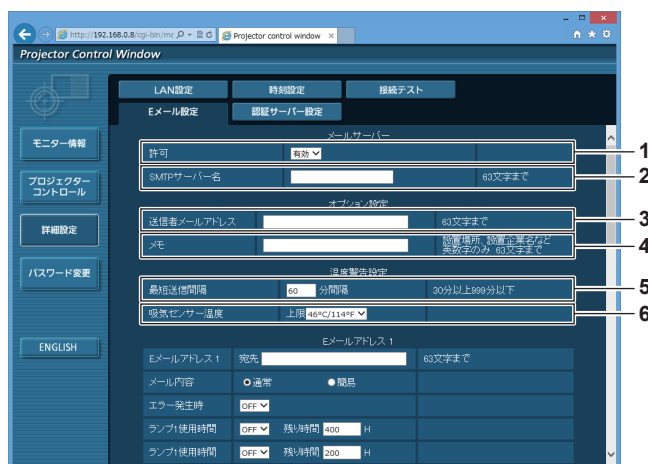 http://192.168.0.8/cgi-bin/mc
Projector control window
Projector Control Window
LAN設定
時刻設定
接続テスト
Eメール設定
認証サーバー設定
モニター情報
プロジェクター
コントロール
詳細設定
パスワード変更
ENGLISH
メールサーバー
許可 有効 1
SMTPサーバー名 63文字まで 2
オプション設定
送信者メールアドレス 63文字まで 3
メモ 設置場所、設置企業名など
英数字のみ 63文字まで 4
温度警告設定
最短送信間隔 60 分間隔 30分以上999分以下 5
吸気センサー温度 上限 46°C/114°F 6
Eメールアドレス 1
Eメールアドレス 1 宛先 63文字まで
メール内容 通常 簡易
エラー発生時 OFF
ランプ1使用時間 OFF 残り時間 400 H
ランプ1使用時間 OFF 残り時間 200 H